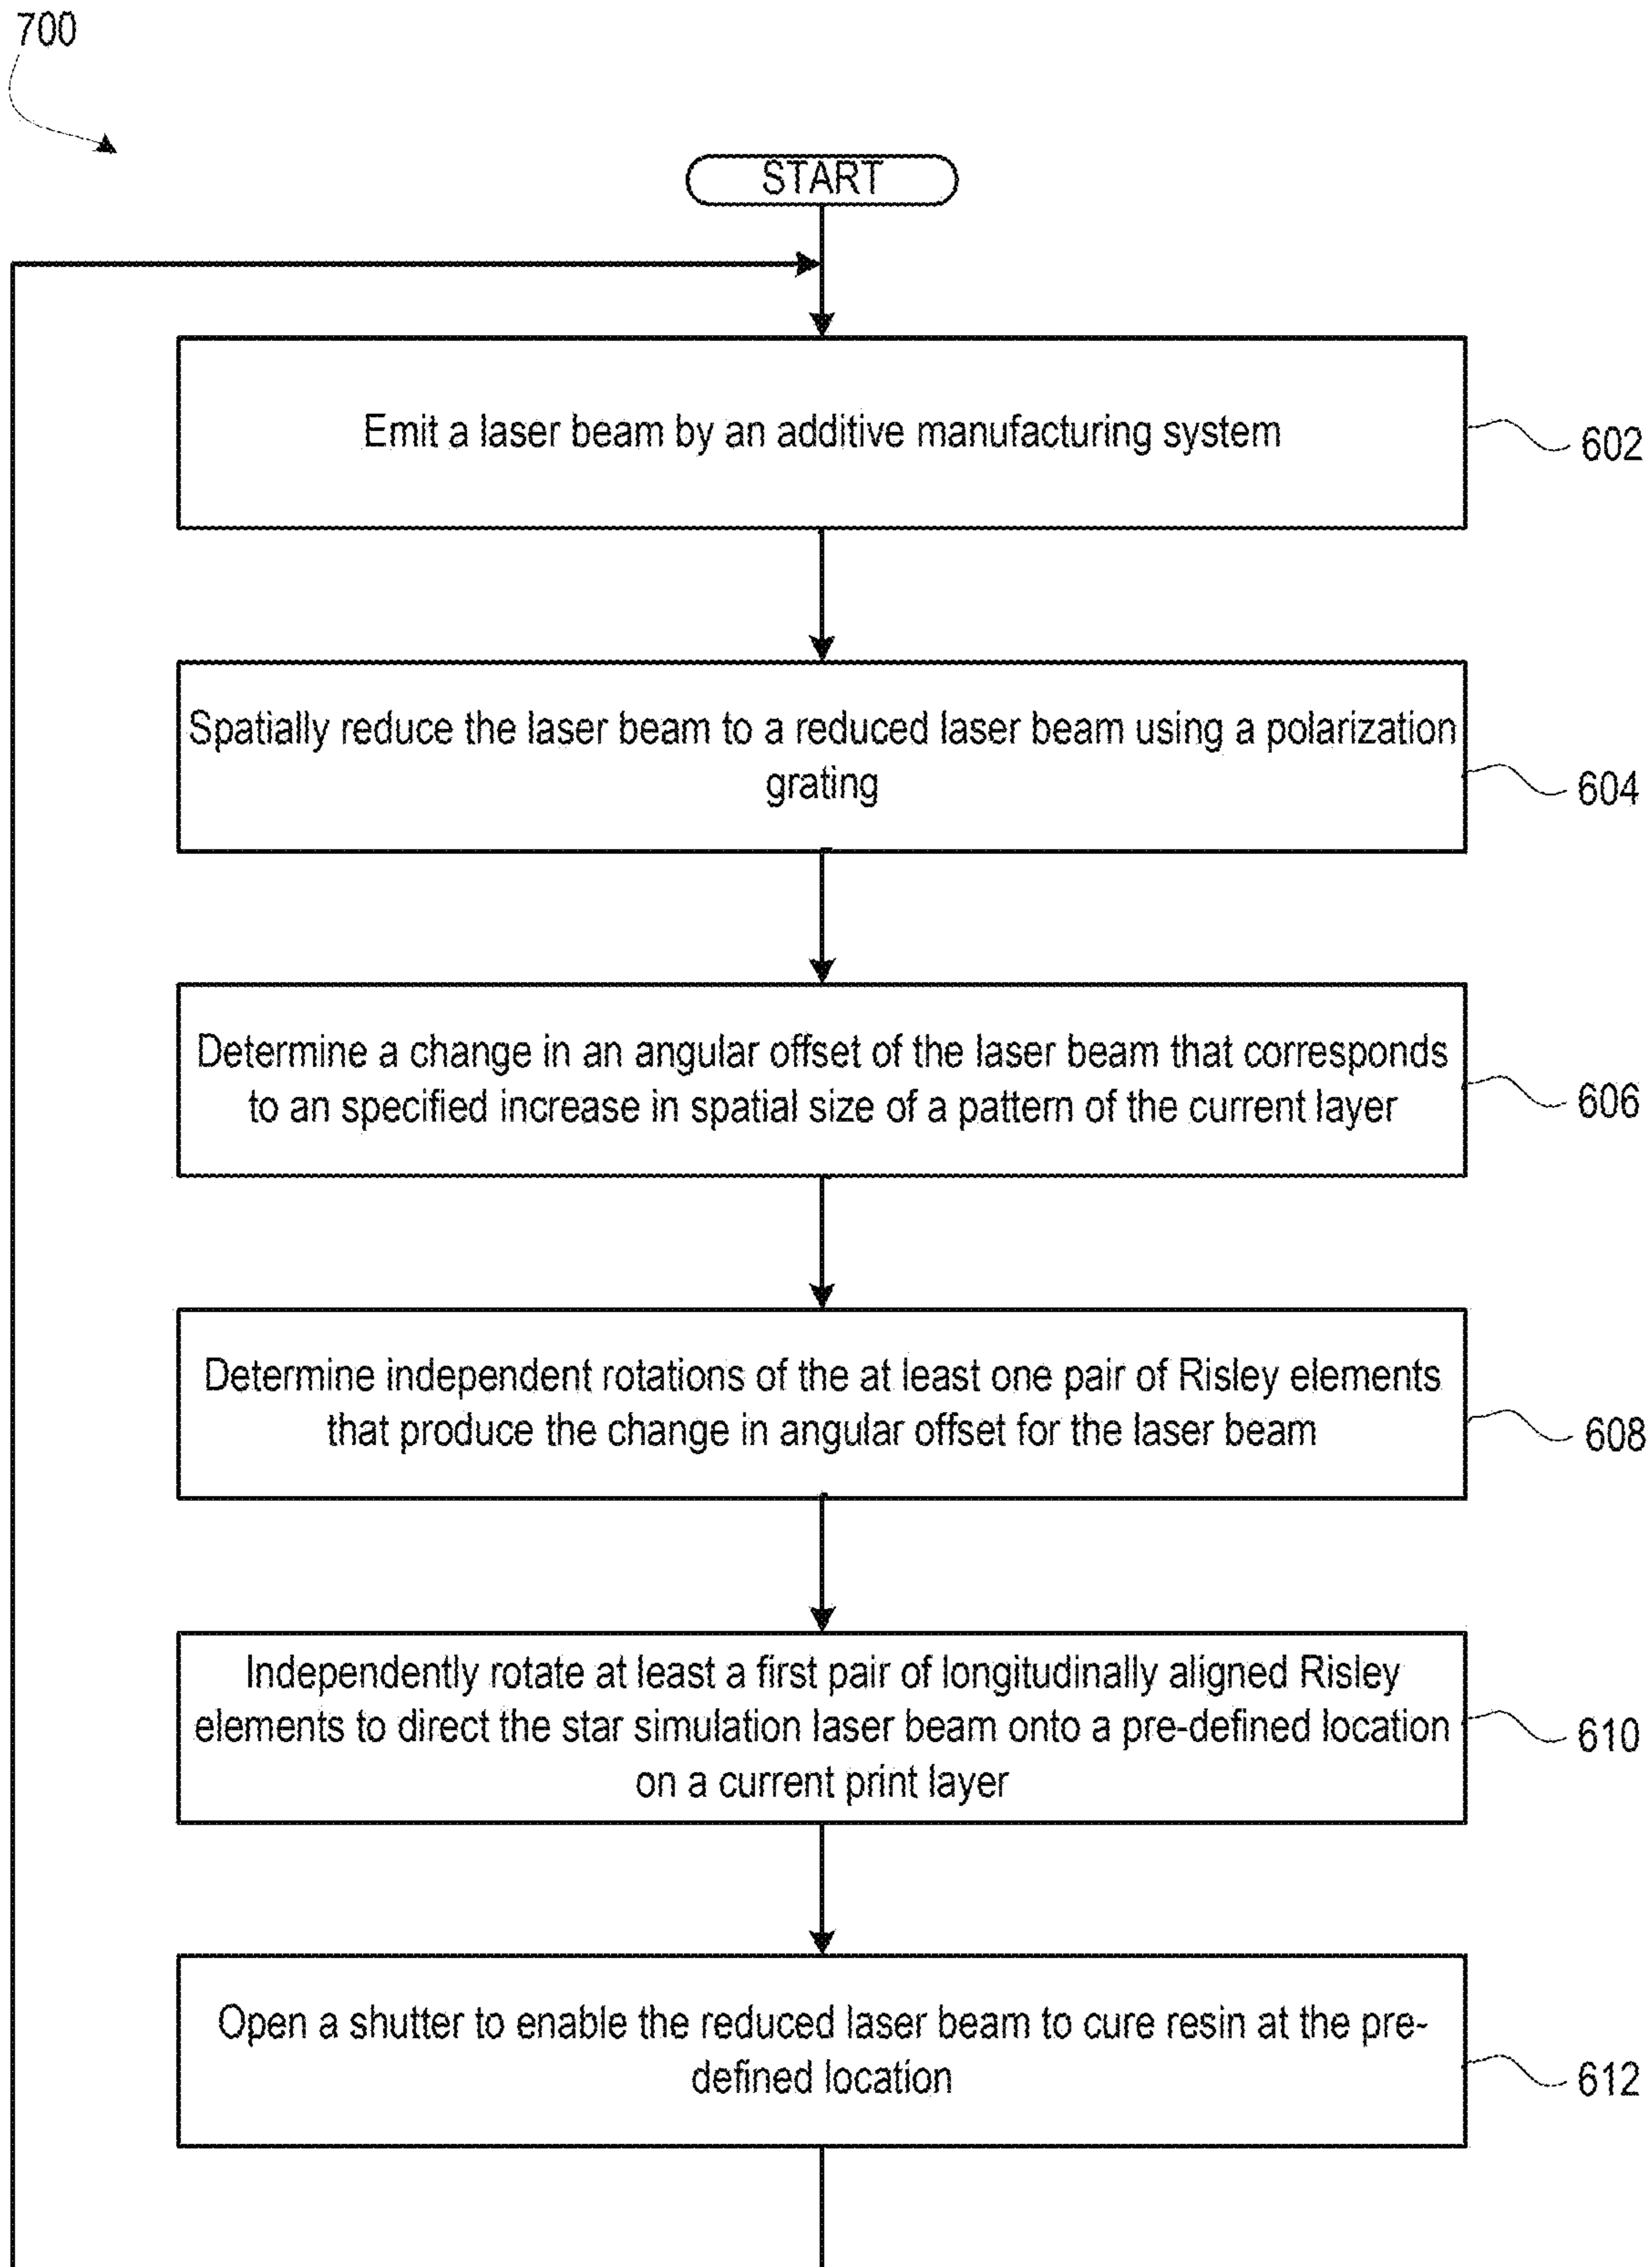 700
START
Emit a laser beam by an additive manufacturing system
602
Spatially reduce the laser beam to a reduced laser beam using a polarization
grating
604
Determine a change in an angular offset of the laser beam that corresponds
to an specified increase in spatial size of a pattern of the current layer
606
Determine independent rotations of the at least one pair of Risley elements
that produce the change in angular offset for the laser beam
608
Independently rotate at least a first pair of longitudinally aligned Risley
elements to direct the star simulation laser beam onto a pre-defined location
on a current print layer
610
Open a shutter to enable the reduced laser beam to cure resin at the pre-
defined location
612